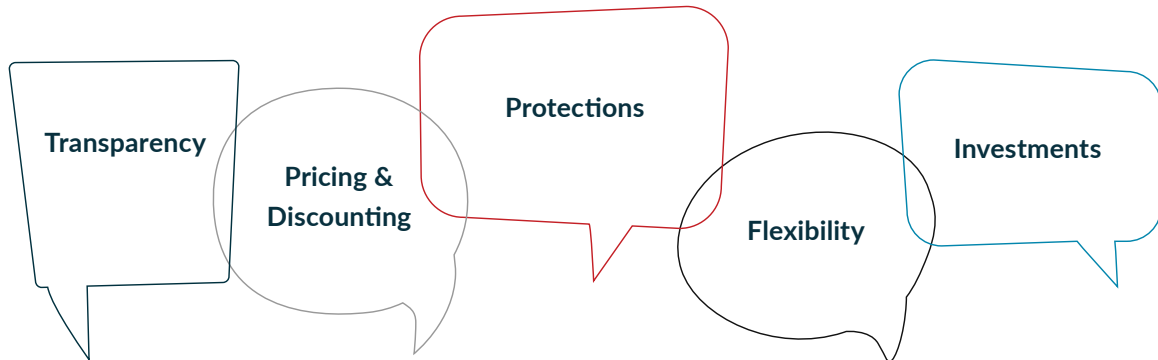 Transparency
Pricing &
Discounting
Protections
Flexibility
Investments